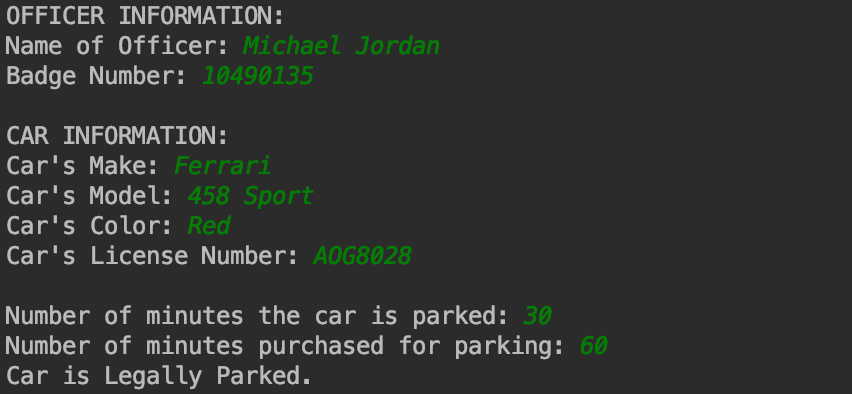 OFFICER INFORMATION:
Name of Officer: Michael Jordan
Badge Number: 10490135
CAR INFORMATION:
Car's Make: Ferrari
Car's Model: 458 Sport
Car's Color: Red
Car's License Number: AOG8028
Number of minutes the car is parked: 30
Number of minutes purchased for parking: 60
Car is Legally Parked.